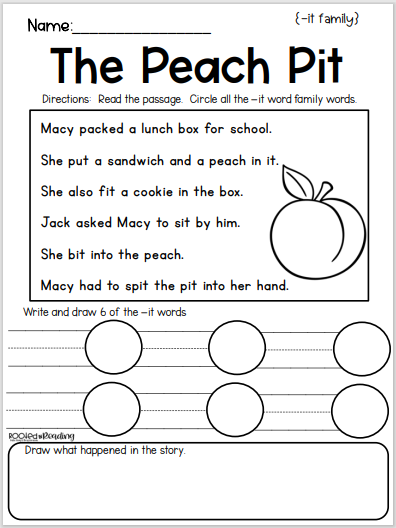 Name:________________
{-it family}
The Peach Pit
Directions: Read the passage. Circle all the -it word family words.
Macy packed a lunch box for school.
She put a sandwich and a peach in it.
She also fit a cookie in the box.
Jack asked Macy to sit by him.
She bit into the peach.
Macy had to spit the pit into her hand.
Write and draw 6 of the -it words
Rooted in Reading
Draw what happened in the story.